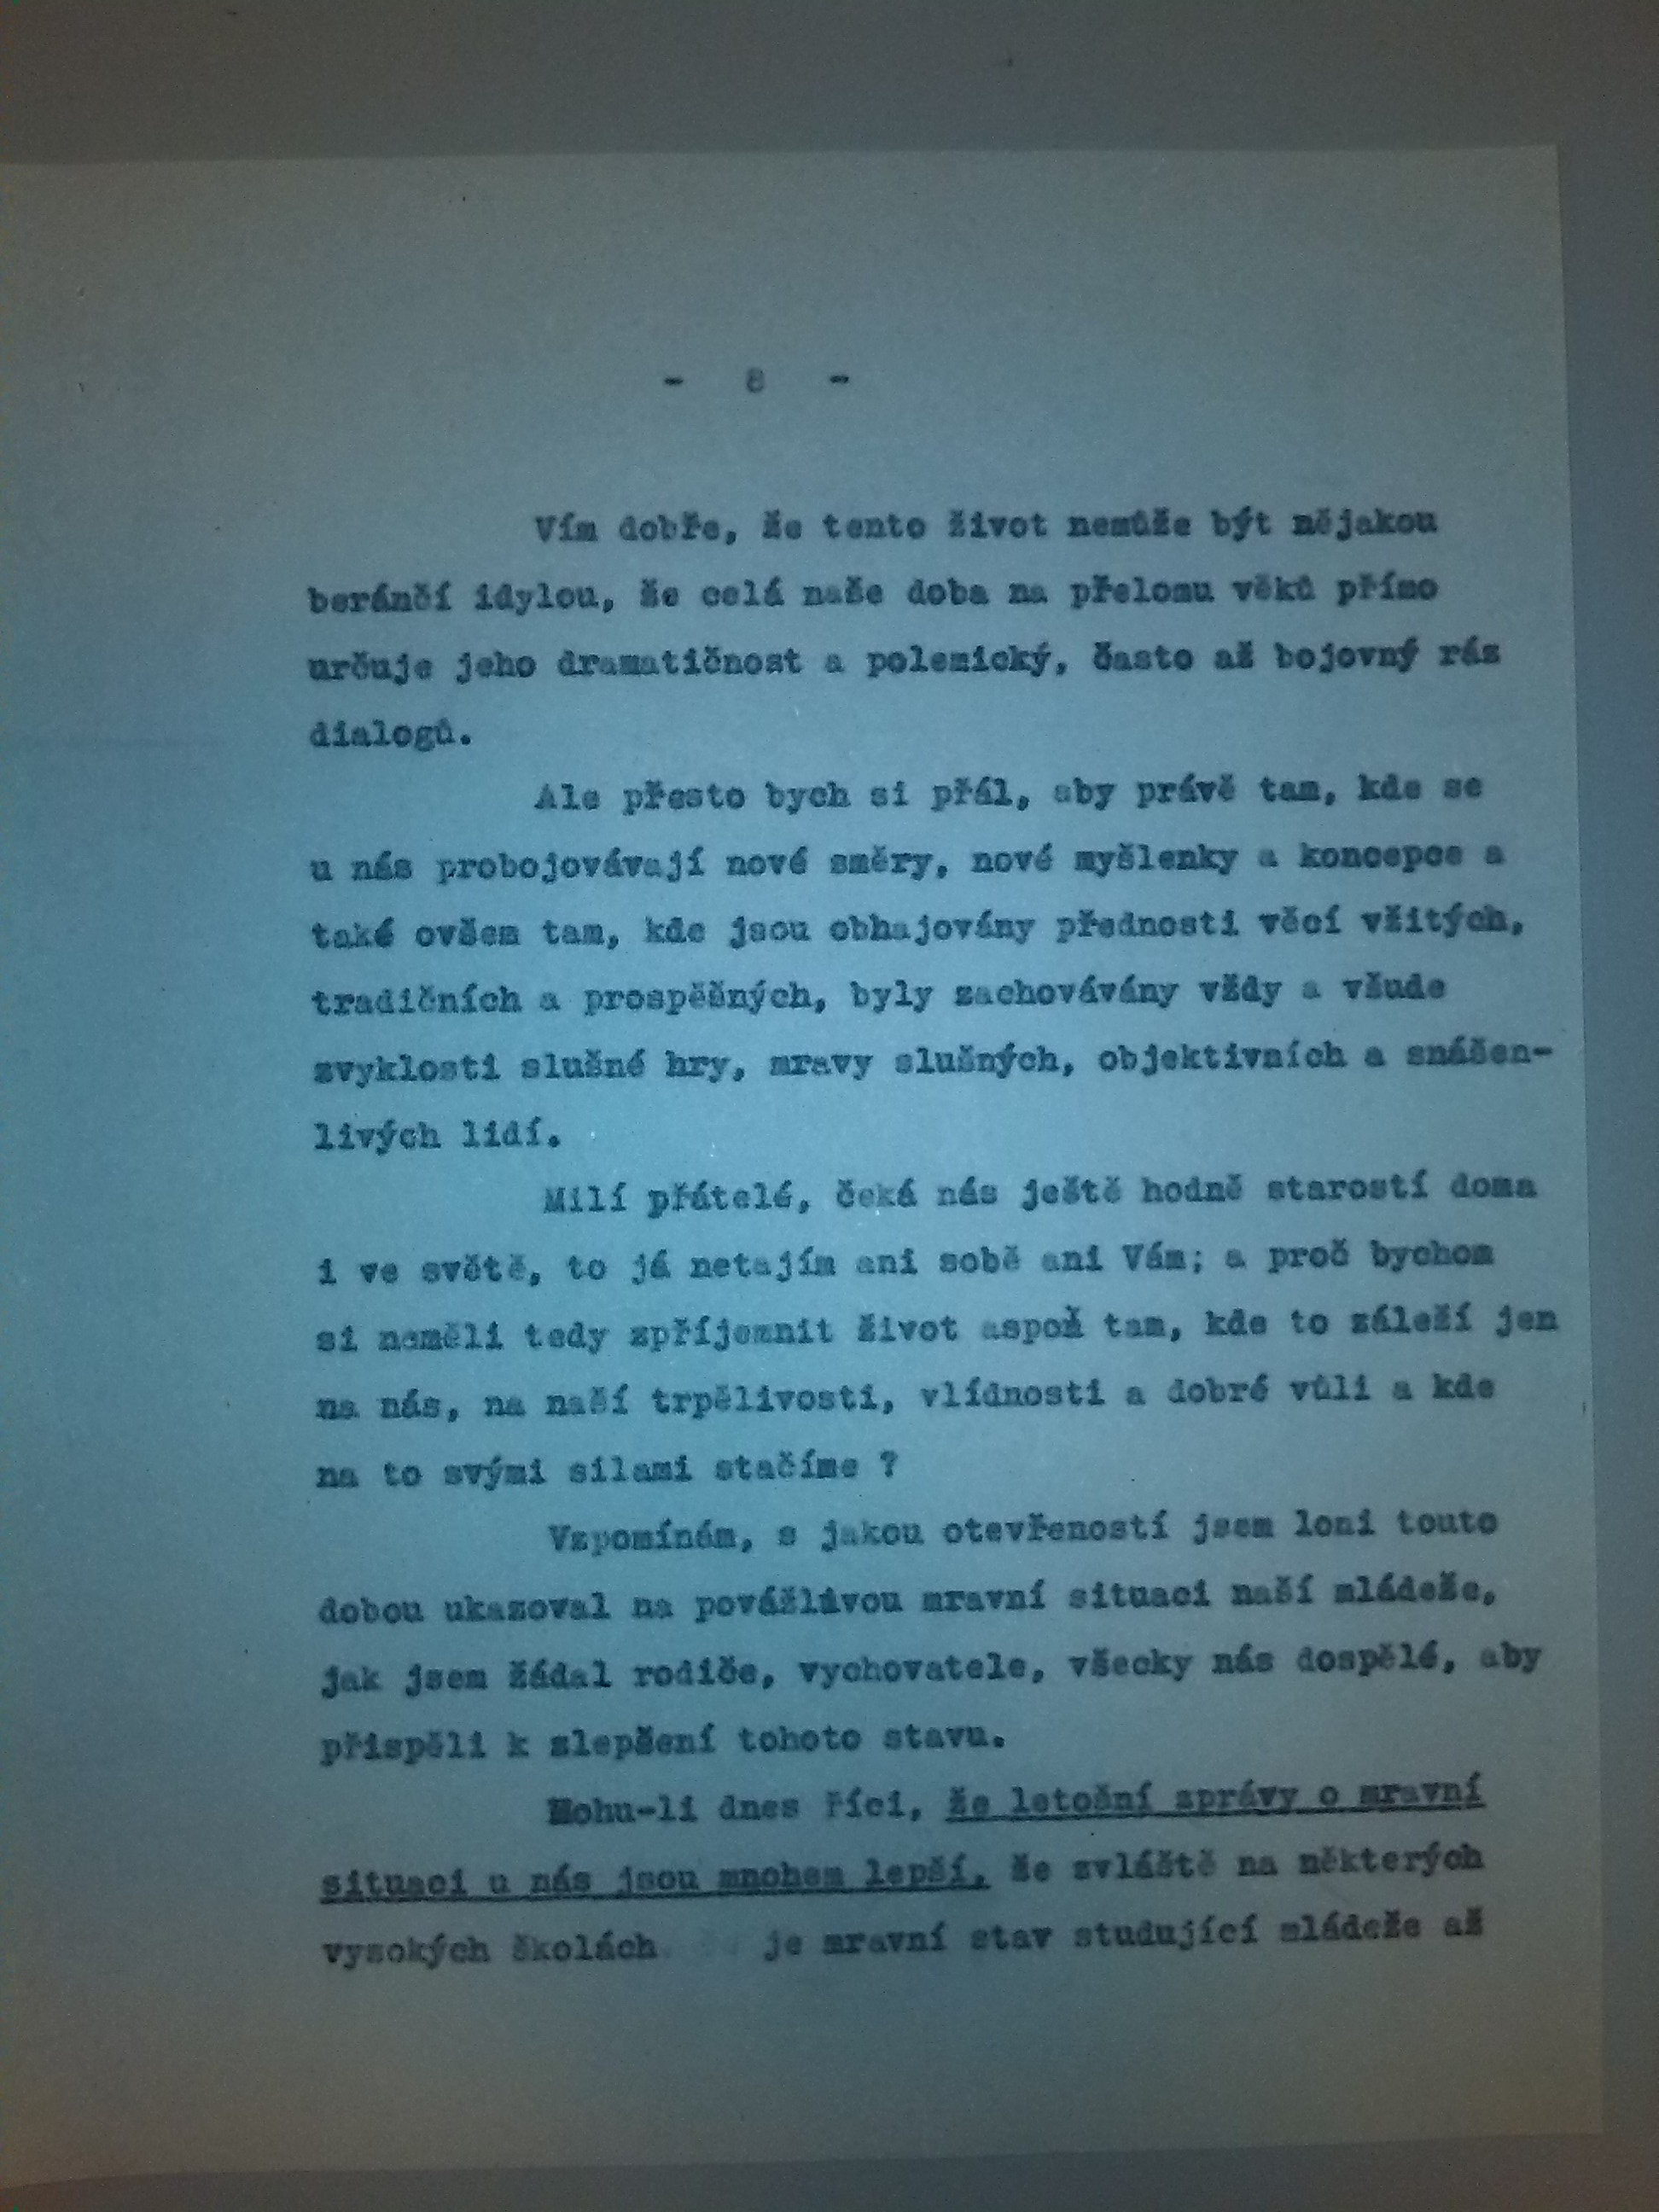 - 8 -
Vím dobře, že tento život nemůže být nějakou
beránčí idylou, že celá naše doba na přelomu věků přímo
určuje jeho dramatičnost a polemický, často až bojovný ráz
dialogů.
Ale přesto bych si přál, aby právě tam, kde se
u nás probojovávají nové směry, nové myšlenky a koncepce a
také ovšem tam, kde jsou obhajovány přednosti věcí vžitých,
tradičních a prospěšných, byly zachovávány vždy a všude
zvyklosti slušné hry, mravy slušných, objektivních a snášen-
livých lidí.
Milí přátelé, čeká nás ještě hodně starostí doma
i ve světě, to já netajím ani sobě ani Vám; a proč bychom
si neměli tedy zpříjemnit život aspoň tam, kde to záleží jen
na nás, na naší trpělivosti, vlídnosti a dobré vůli a kde
na to svými silami stačíme ?
Vzpomínám, s jakou otevřeností jsem loni touto
dobou ukazoval na povážlivou mravní situaci naší mládeže,
jak jsem žádal rodiče, vychovatele, všecky nás dospělé, aby
přispěli k zlepšení tohoto stavu.
Mohu-li dnes říci, že letošní zprávy o mravní
situaci u nás jsou mnohem lepší, že zvláště na některých
vysokých školách je mravní stav studující mládeže až